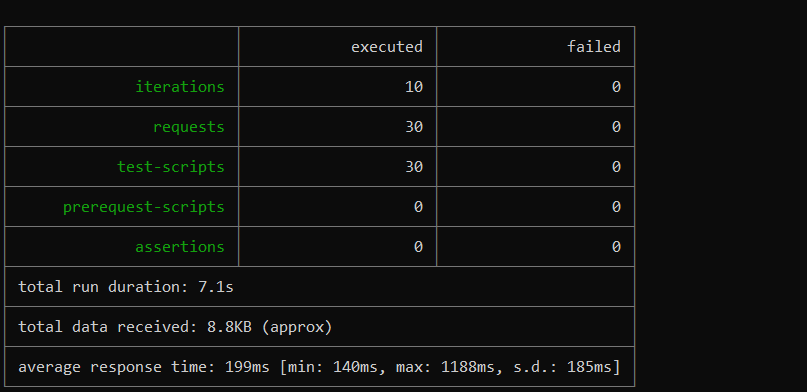 executed failed
iterations 10 0
requests 30 0
test-scripts 30 0
prerequest-scripts 0 0
assertions 0 0
total run duration: 7.1s
total data received: 8.8KB (approx)
average response time: 199ms [min: 140ms, max: 1188ms, s.d.: 185ms]